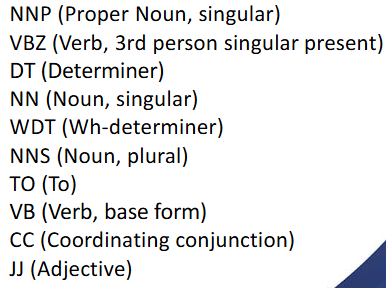 NNP (Proper Noun, singular)
VBZ (Verb, 3rd person singular present)
DT (Determiner)
NN (Noun, singular)
WDT (Wh-determiner)
NNS (Noun, plural)
TO (To)
VB (Verb, base form)
CC (Coordinating conjunction)
JJ (Adjective)